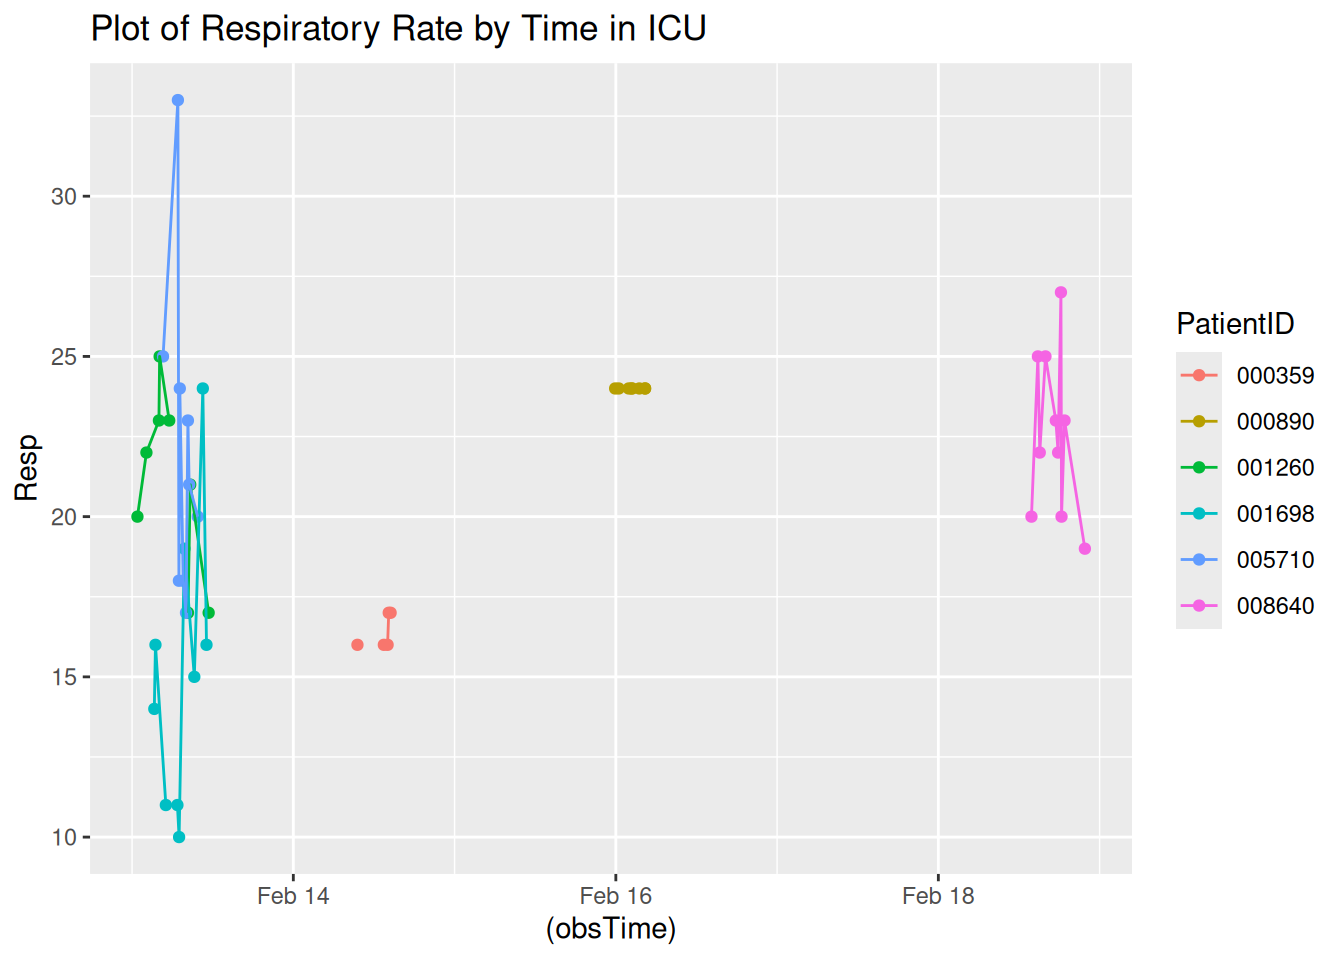 Plot of Respiratory Rate by Time in ICU
Resp
30
25
20
15
10
Feb 14
Feb 16
Feb 18
(obsTime)
PatientID
000359
000890
001260
001698
005710
008640